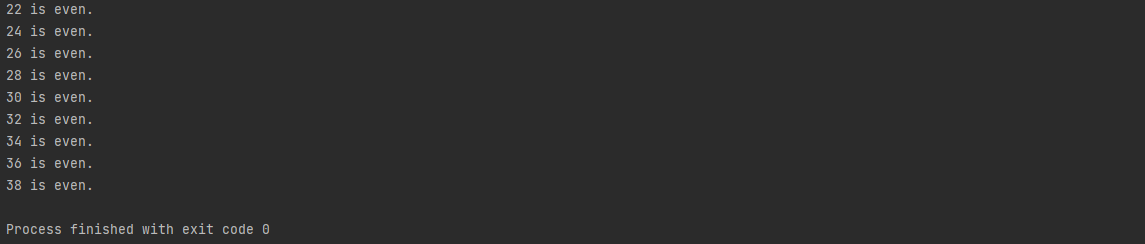 22 is even.
24 is even.
26 is even.
28 is even.
30 is even.
32 is even.
34 is even.
36 is even.
38 is even.
Process finished with exit code 0